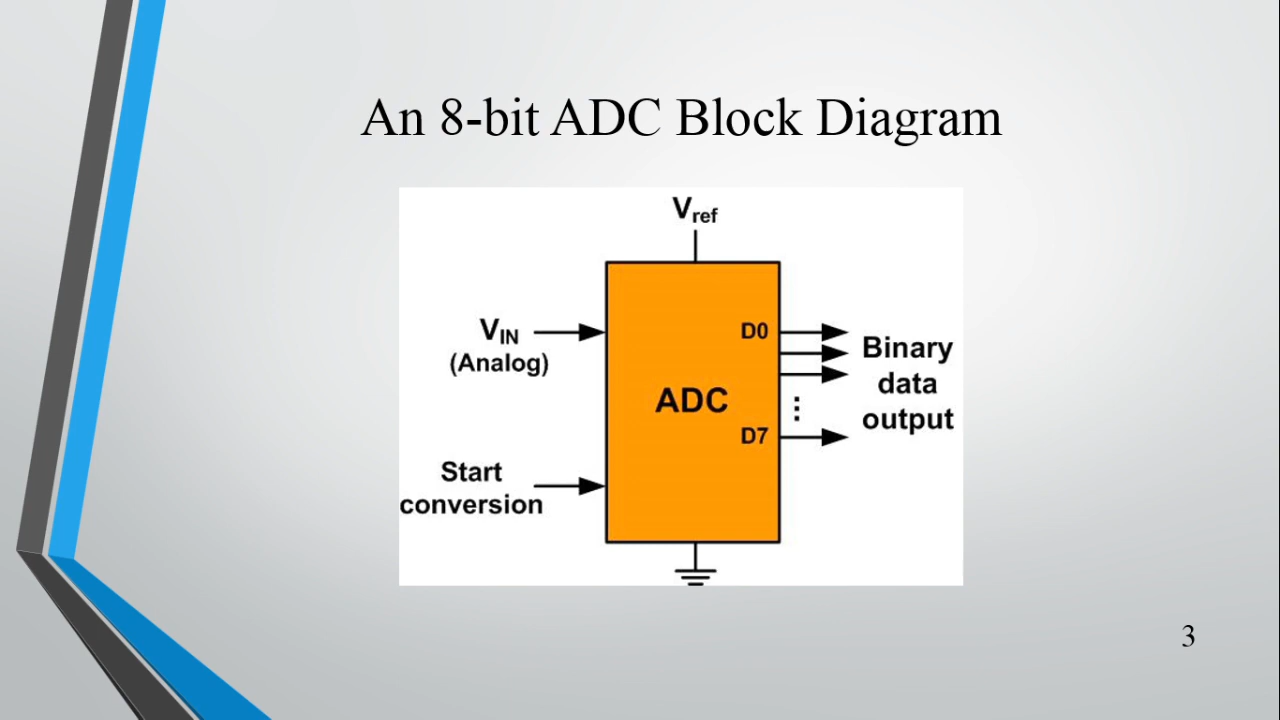 An 8-bit ADC Block Diagram
Vref
VIN
(Analog)
D0
Binary
data
output
ADC
D7
Start
conversion
3